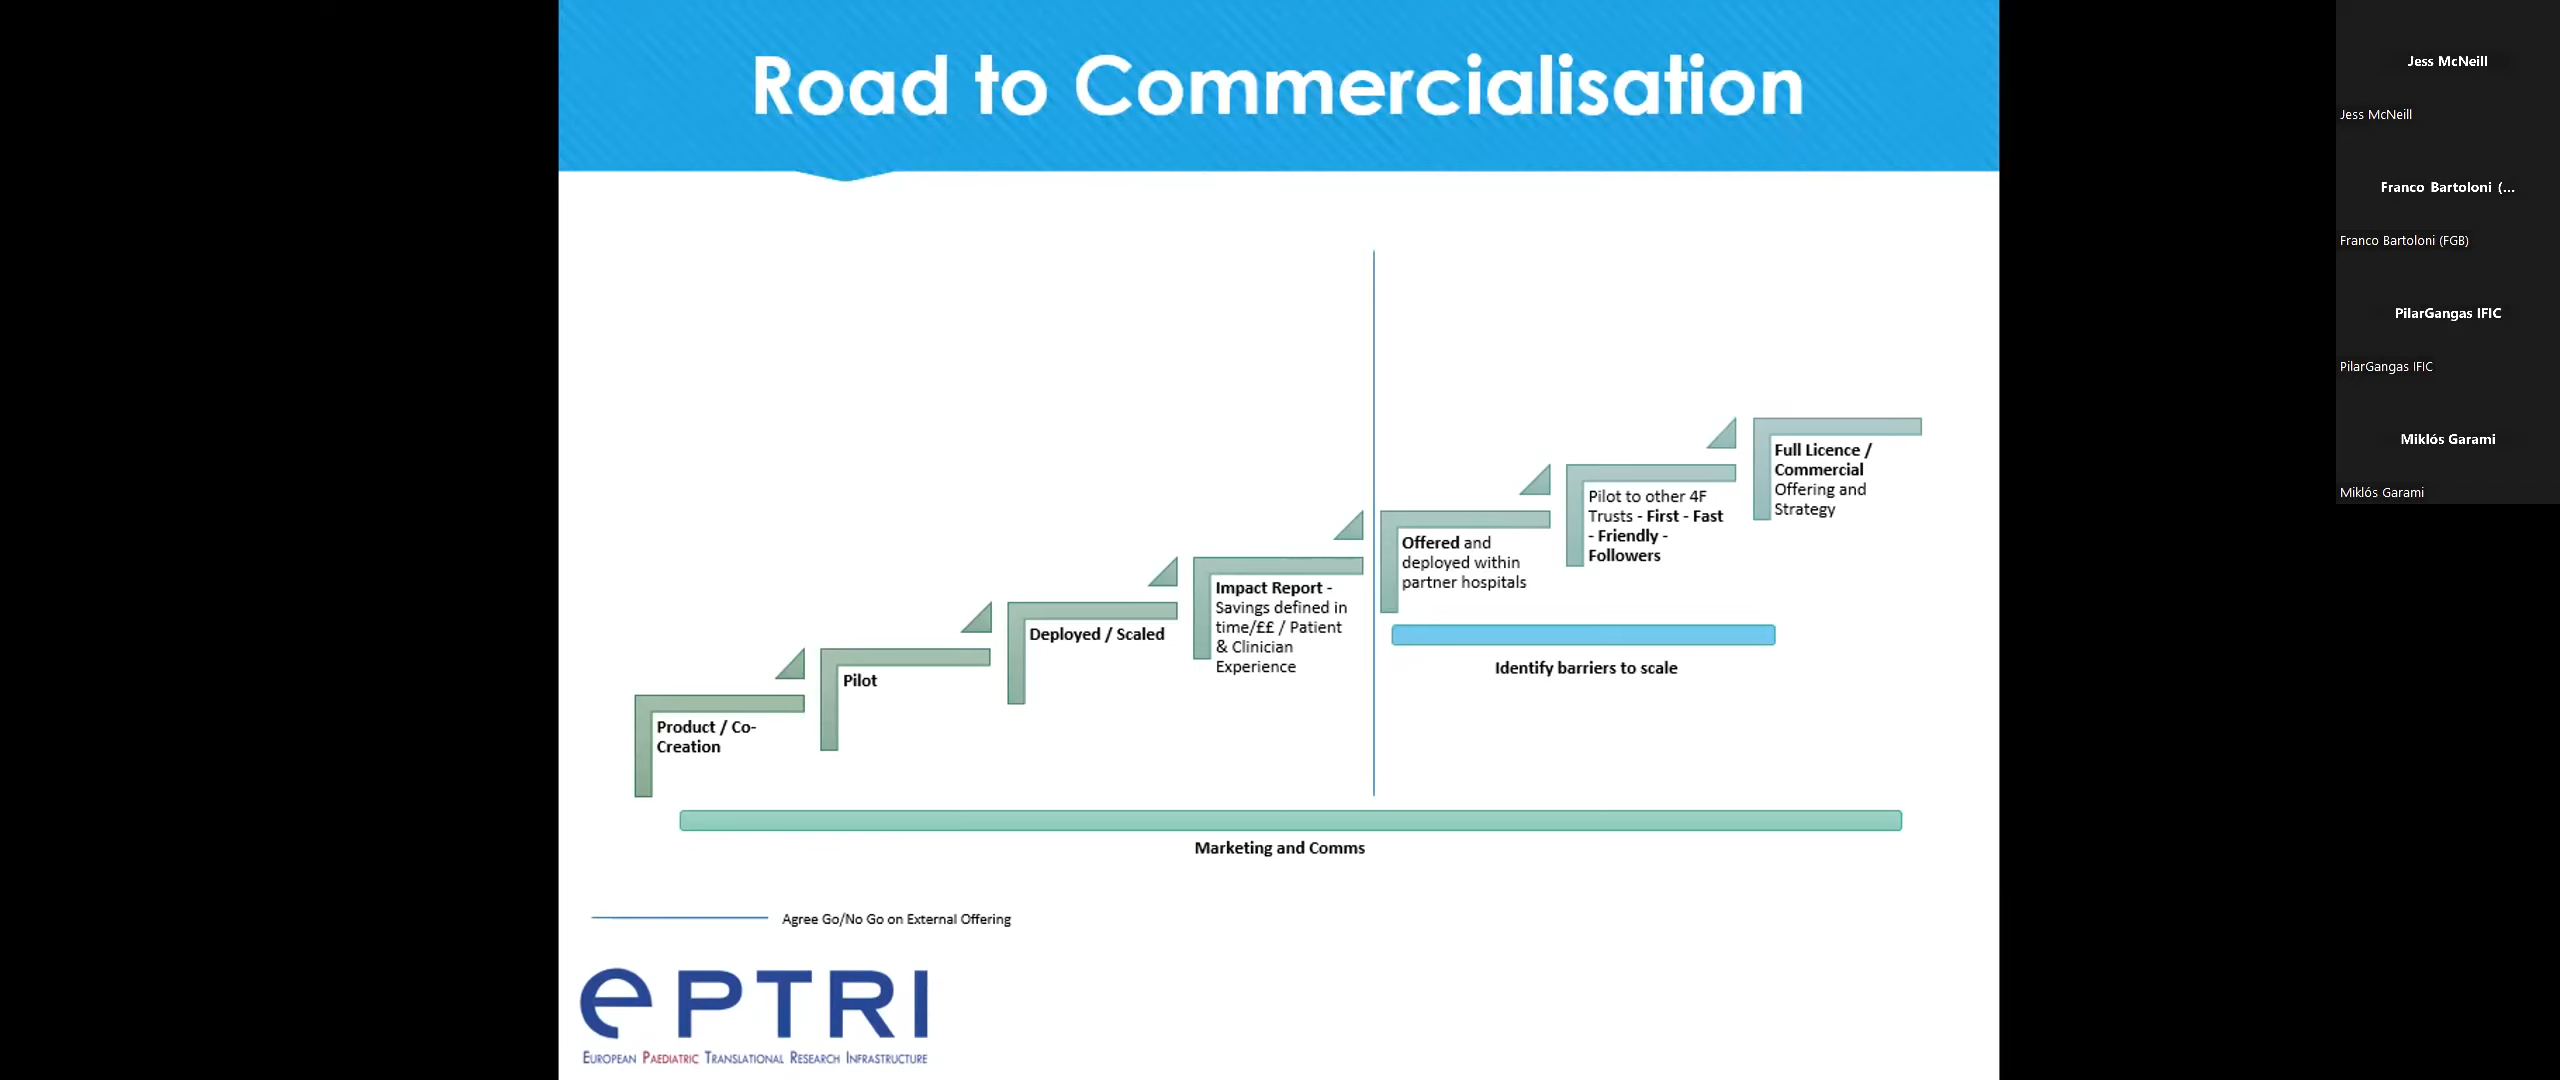 Road to Commercialisation
Product / Co-
Creation
Pilot
Deployed / Scaled
Impact Report -
Savings defined in
time/££ / Patient
& Clinician
Experience
Offered and
deployed within
partner hospitals
Pilot to other 4F
Trusts - First - Fast
- Friendly -
Followers
Full Licence /
Commercial
Offering and
Strategy
Identify barriers to scale
Marketing and Comms
Agree Go/No Go on External Offering
ePTRI
EUROPEAN PAEDIATRIC TRANSLATIONAL RESEARCH INFRASTRUCTURE
Jess McNeill
Jess McNeill
Franco Bartoloni (...
Franco Bartoloni (FGB)
PilarGangas IFIC
PilarGangas IFIC
Miklós Garami
Miklós Garami